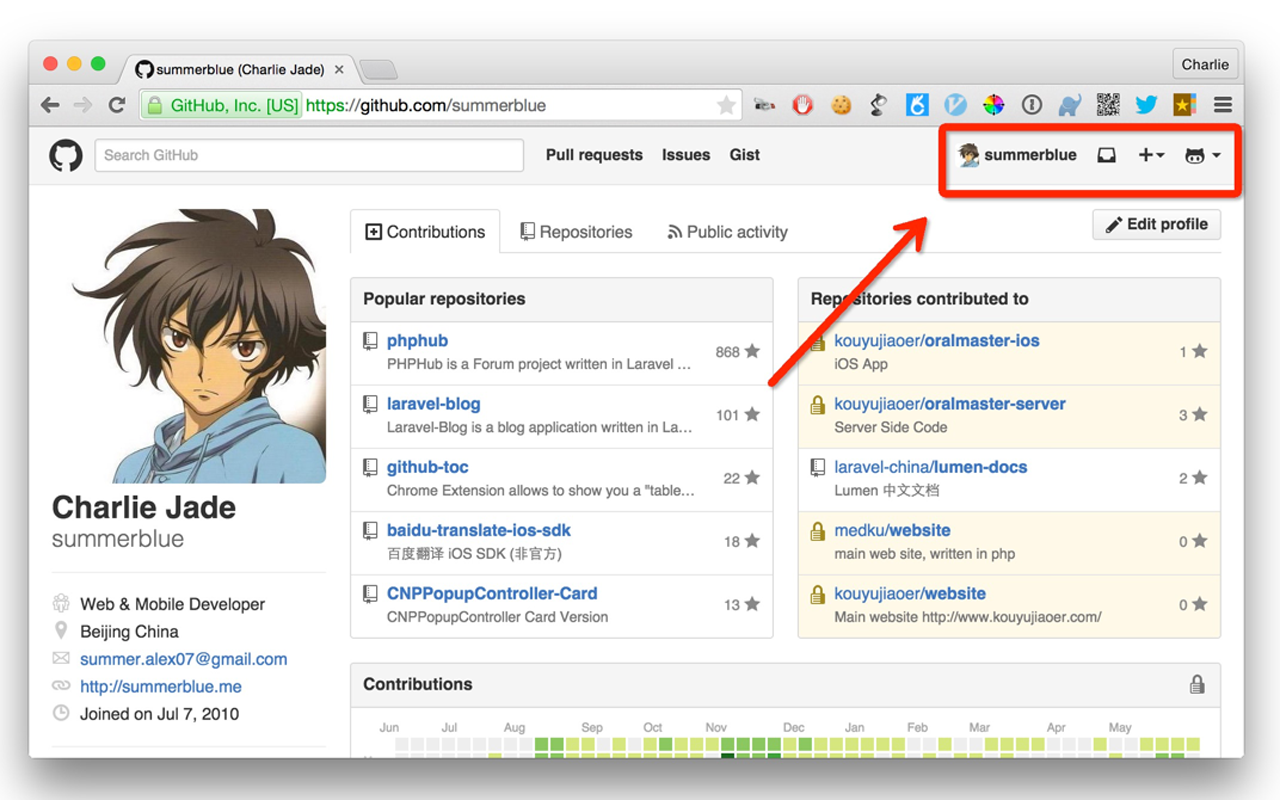 summerblue (Charlie Jade)
Charlie
GitHub, Inc. [US] https://github.com/summerblue
Search GitHub
Pull requests Issues Gist
summerblue
Contributions Repositories Public activity
Edit profile
Popular repositories
phphub
PHPHub is a Forum project written in Laravel ...
868
laravel-blog
Laravel-Blog is a blog application written in La...
101
github-toc
Chrome Extension allows to show you a "table...
22
baidu-translate-ios-sdk
百度翻译 iOS SDK (非官方)
18
CNPPopupController-Card
CNPPopupController Card Version
13
Repositories contributed to
kouyujiaoer/oralmaster-ios
iOS App
1
kouyujiaoer/oralmaster-server
Server Side Code
3
laravel-china/lumen-docs
Lumen 中文文档
2
medku/website
main web site, written in php
0
kouyujiaoer/website
Main website http://www.kouyujiaoer.com/
0
Charlie Jade
summerblue
Web & Mobile Developer
Beijing China
summer.alex07@gmail.com
http://summerblue.me
Joined on Jul 7, 2010
Contributions
Jun Jul Aug Sep Oct Nov Dec Jan Feb Mar Apr May